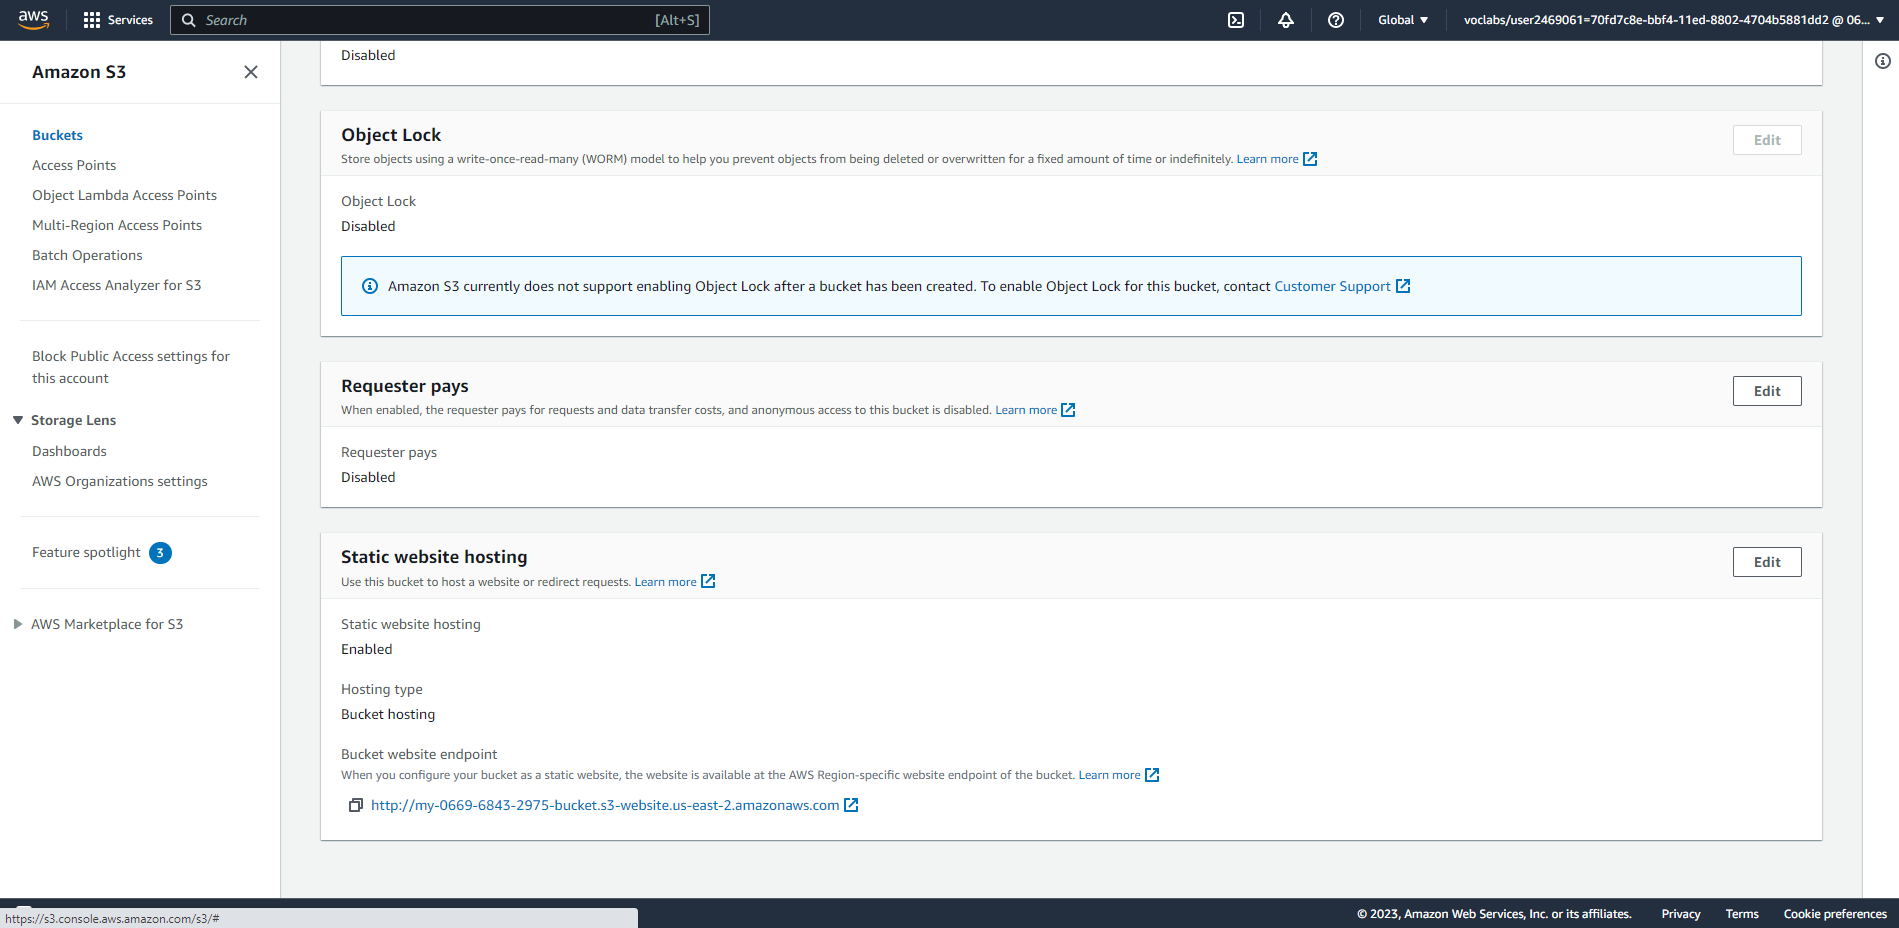 aws
Services
Search
[Alt+S]
Global
voclabs/user2469061=70fd7c8e-bbf4-11ed-8802-4704b5881dd2 @ 06...
Amazon S3
Buckets
Access Points
Object Lambda Access Points
Multi-Region Access Points
Batch Operations
IAM Access Analyzer for S3
Block Public Access settings for
this account
Storage Lens
Dashboards
AWS Organizations settings
Feature spotlight 3
AWS Marketplace for S3
Disabled
Object Lock
Edit
Store objects using a write-once-read-many (WORM) model to help you prevent objects from being deleted or overwritten for a fixed amount of time or indefinitely. Learn more
Object Lock
Disabled
Amazon S3 currently does not support enabling Object Lock after a bucket has been created. To enable Object Lock for this bucket, contact Customer Support
Requester pays
Edit
When enabled, the requester pays for requests and data transfer costs, and anonymous access to this bucket is disabled. Learn more
Requester pays
Disabled
Static website hosting
Edit
Use this bucket to host a website or redirect requests. Learn more
Static website hosting
Enabled
Hosting type
Bucket hosting
Bucket website endpoint
When you configure your bucket as a static website, the website is available at the AWS Region-specific website endpoint of the bucket. Learn more
http://my-0669-6843-2975-bucket.s3-website.us-east-2.amazonaws.com
https://s3.console.aws.amazon.com/s3/#
© 2023, Amazon Web Services, Inc. or its affiliates.
Privacy
Terms
Cookie preferences